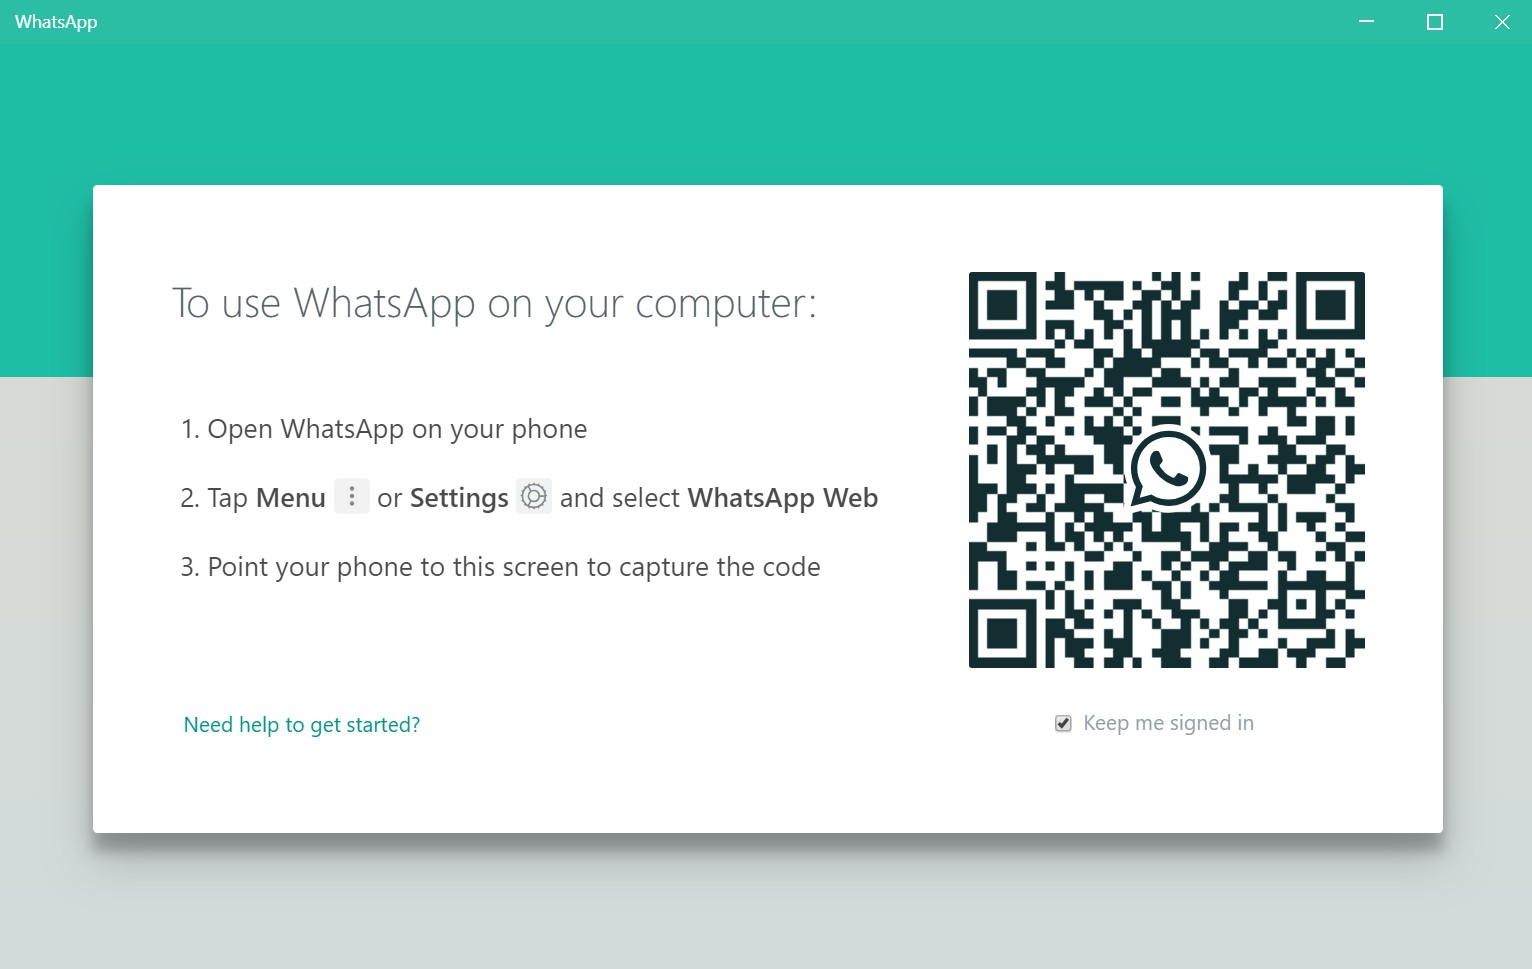 WhatsApp
To use WhatsApp on your computer:
1. Open WhatsApp on your phone
2. Tap Menu or Settings and select WhatsApp Web
3. Point your phone to this screen to capture the code
Need help to get started?
Keep me signed in